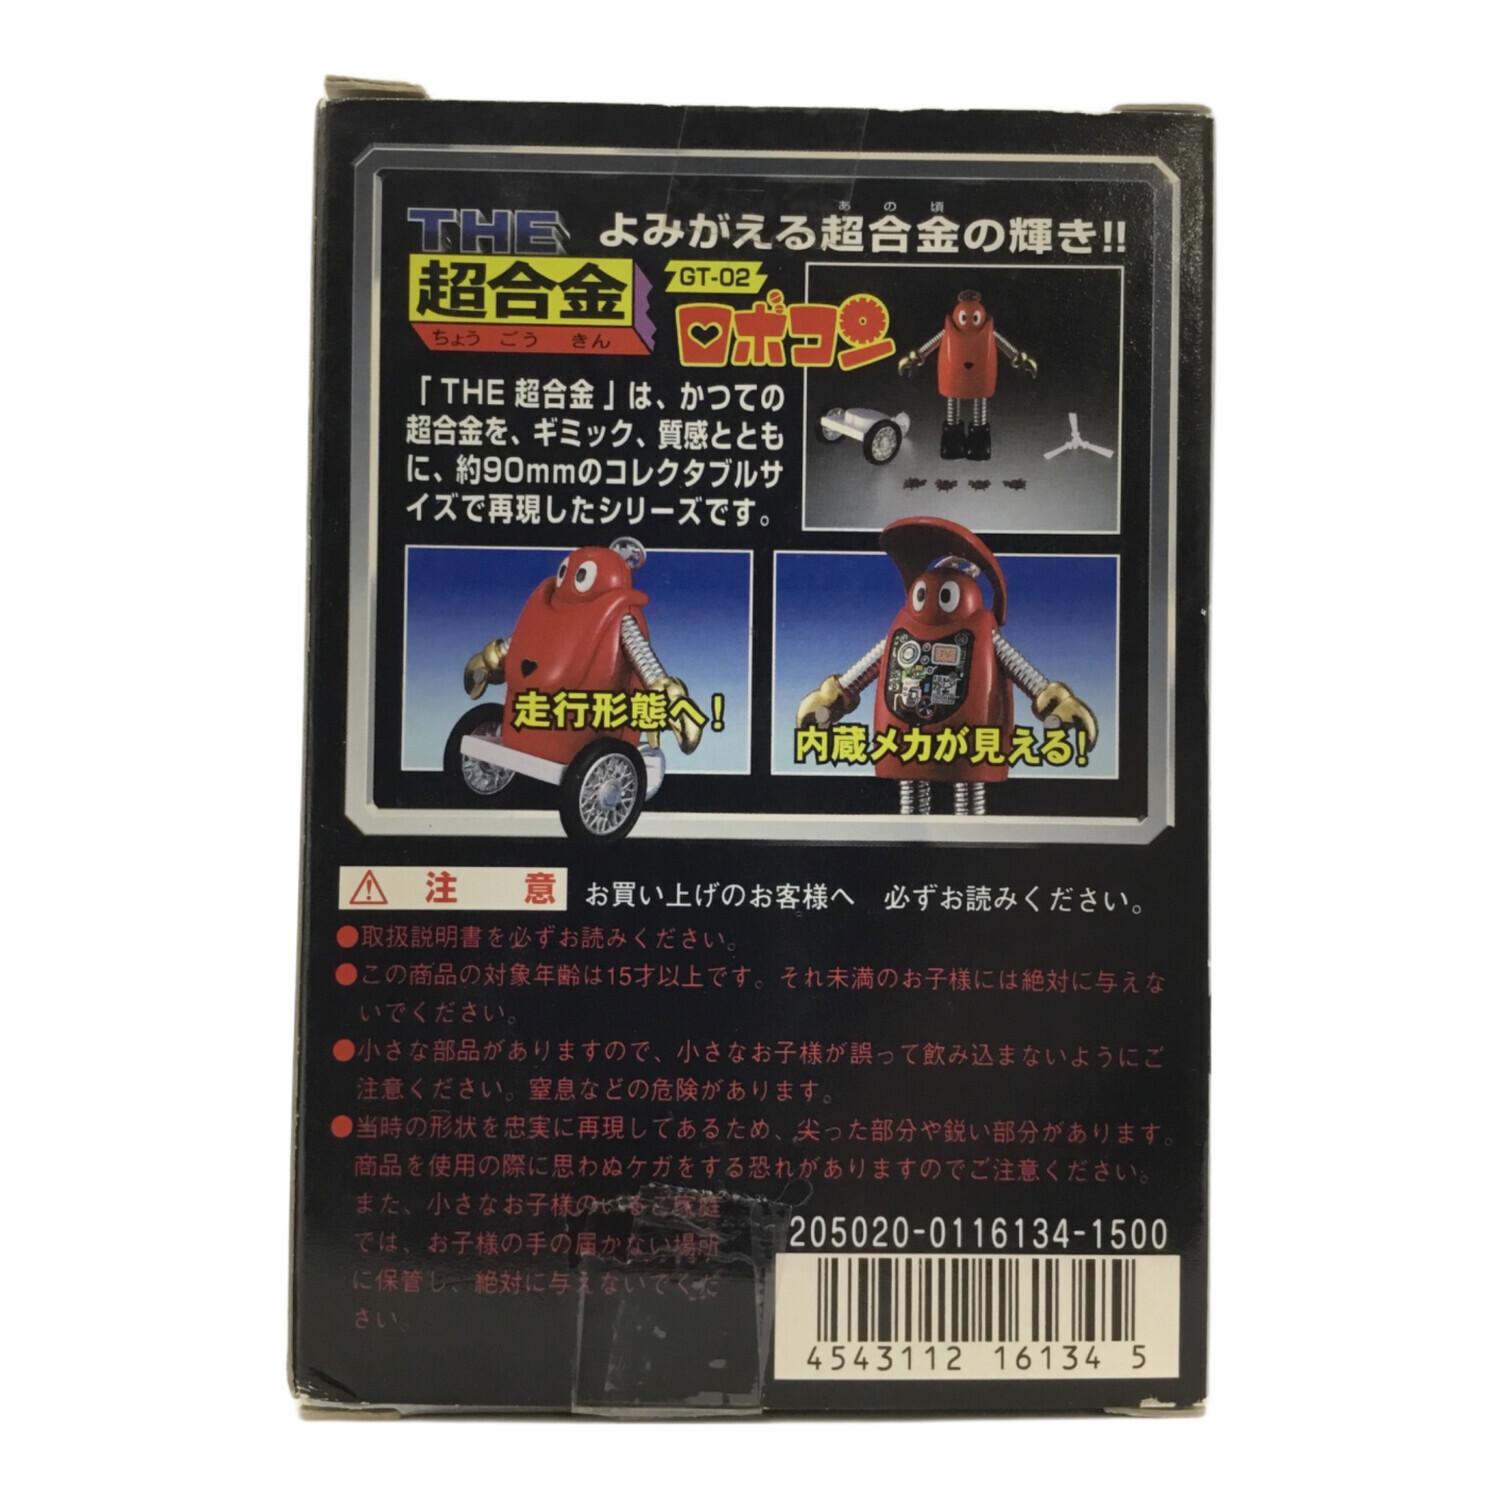 THE
超合金
ちょう ごう きん
あの頃
よみがえる超合金の輝き!!
GT-02
ロボコン
「THE 超合金」は、かつての
超合金を、ギミック、質感ととも
に、約90mmのコレクタブルサ
イズで再現したシリーズです。
走行形態へ!
内蔵メカが見える!
注 意
お買い上げのお客様へ 必ずお読みください。
●取扱説明書を必ずお読みください。
●この商品の対象年齢は15才以上です。それ未満のお子様には絶対に与えな
いでください。
●小さな部品がありますので、小さなお子様が誤って飲み込まないようにご
注意ください。窒息などの危険があります。
●当時の形状を忠実に再現してあるため、尖った部分や鋭い部分があります。
商品を使用の際に思わぬケガをする恐れがありますのでご注意ください。
また、小さなお子様のいるご家庭
では、お子様の手の届かない場所
に保管し、絶対に与えないでくだ
さい。
205020-0116134-1500
4543112 16134 5